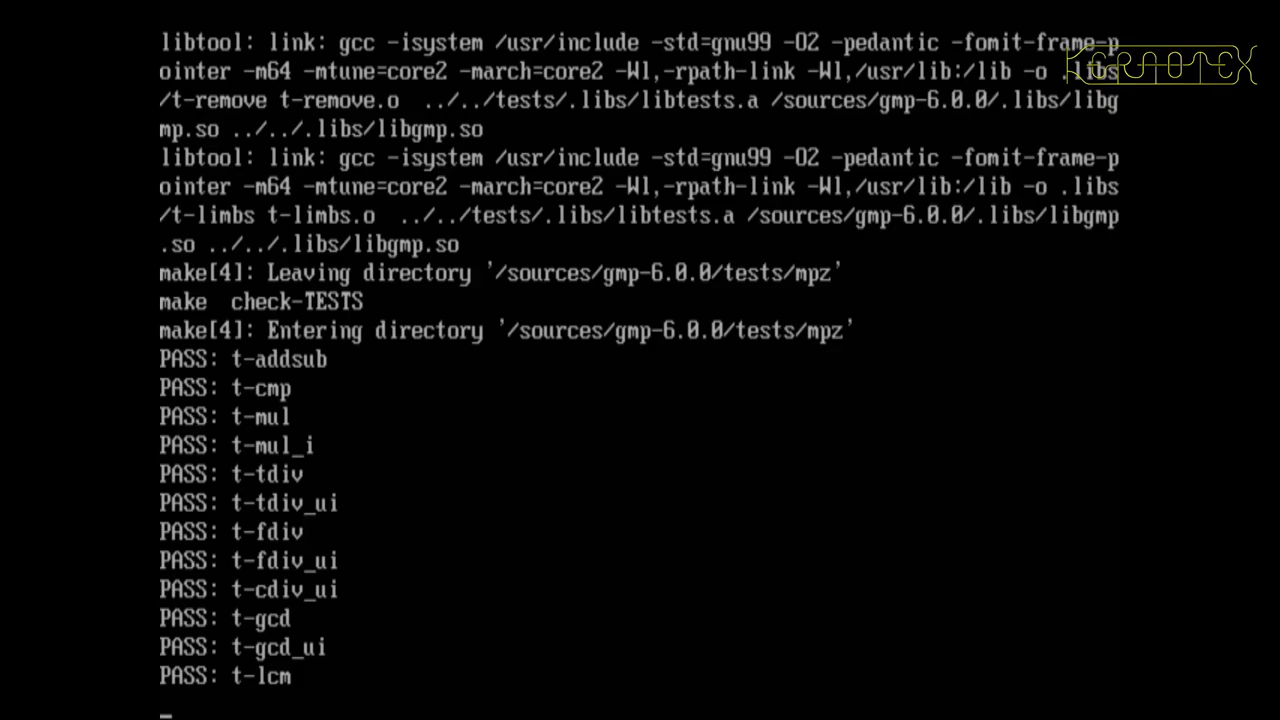 libtool: link: gcc -isystem /usr/include -std=gnu99 -O2 -pedantic -fomit-frame-p
ointer -m64 -mtune=core2 -march=core2 -Wl,-rpath-link -Wl,/usr/lib:/lib -o .libs
/t-remove t-remove.o  ../../tests/.libs/libtests.a /sources/gmp-6.0.0/.libs/libg
mp.so ../../.libs/libgmp.so
libtool: link: gcc -isystem /usr/include -std=gnu99 -O2 -pedantic -fomit-frame-p
ointer -m64 -mtune=core2 -march=core2 -Wl,-rpath-link -Wl,/usr/lib:/lib -o .libs
/t-limbs t-limbs.o  ../../tests/.libs/libtests.a /sources/gmp-6.0.0/.libs/libgmp
.so ../../.libs/libgmp.so
make[4]: Leaving directory '/sources/gmp-6.0.0/tests/mpz'
make  check-TESTS
make[4]: Entering directory '/sources/gmp-6.0.0/tests/mpz'
PASS: t-addsub
PASS: t-cmp
PASS: t-mul
PASS: t-mul_i
PASS: t-tdiv
PASS: t-tdiv_ui
PASS: t-fdiv
PASS: t-fdiv_ui
PASS: t-cdiv_ui
PASS: t-gcd
PASS: t-gcd_ui
PASS: t-lcm